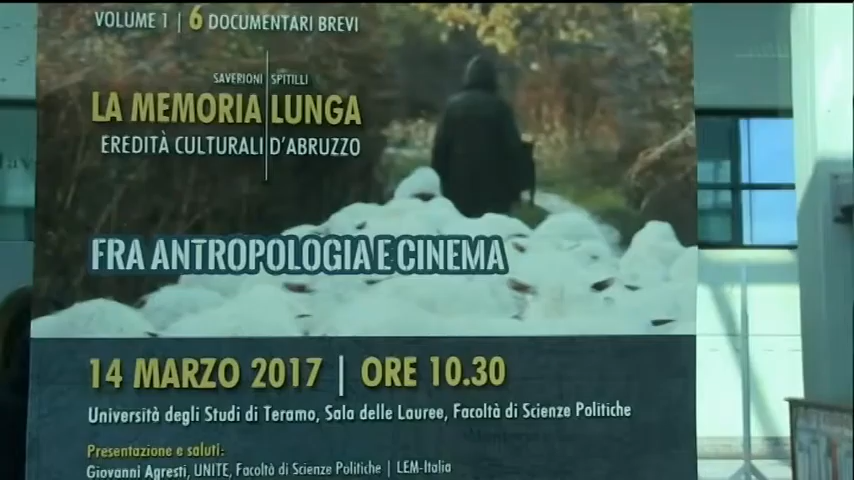 VOLUME 1 | 6 DOCUMENTARI BREVI
SAVERIONI SPITILLI
LA MEMORIA LUNGA
EREDITÀ CULTURALI D'ABRUZZO
FRA ANTROPOLOGIA E CINEMA
14 MARZO 2017 | ORE 10.30
Università degli Studi di Teramo, Sala delle Lauree, Facoltà di Scienze Politiche
Presentazione e saluti:
Giovanni Agresti, UNITE, Facoltà di Scienze Politiche | LEM-Italia